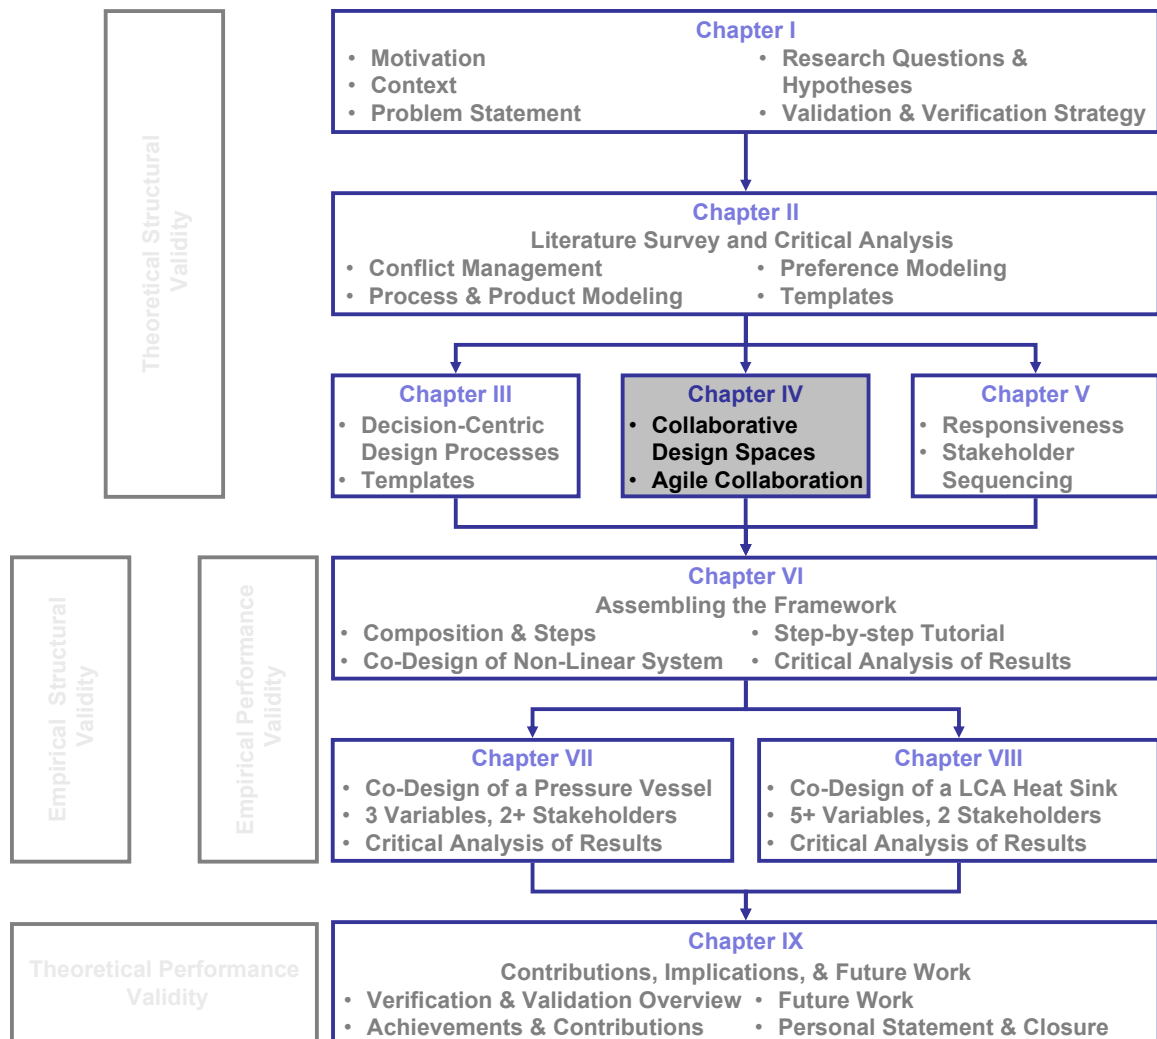 Theoretical Structural
Validity
Chapter I
• Motivation
• Context
• Problem Statement
• Research Questions &
Hypotheses
• Validation & Verification Strategy
Chapter II
Literature Survey and Critical Analysis
• Conflict Management
• Process & Product Modeling
• Preference Modeling
• Templates
Chapter III
• Decision-Centric
Design Processes
• Templates
Chapter IV
• Collaborative
Design Spaces
• Agile Collaboration
Chapter V
• Responsiveness
• Stakeholder
Sequencing
Empirical Structural
Validity
Empirical Performance
Validity
Chapter VI
Assembling the Framework
• Composition & Steps
• Co-Design of Non-Linear System
• Step-by-step Tutorial
• Critical Analysis of Results
Chapter VII
• Co-Design of a Pressure Vessel
• 3 Variables, 2+ Stakeholders
• Critical Analysis of Results
Chapter VIII
• Co-Design of a LCA Heat Sink
• 5+ Variables, 2 Stakeholders
• Critical Analysis of Results
Theoretical Performance
Validity
Chapter IX
Contributions, Implications, & Future Work
• Verification & Validation Overview
• Achievements & Contributions
• Future Work
• Personal Statement & Closure